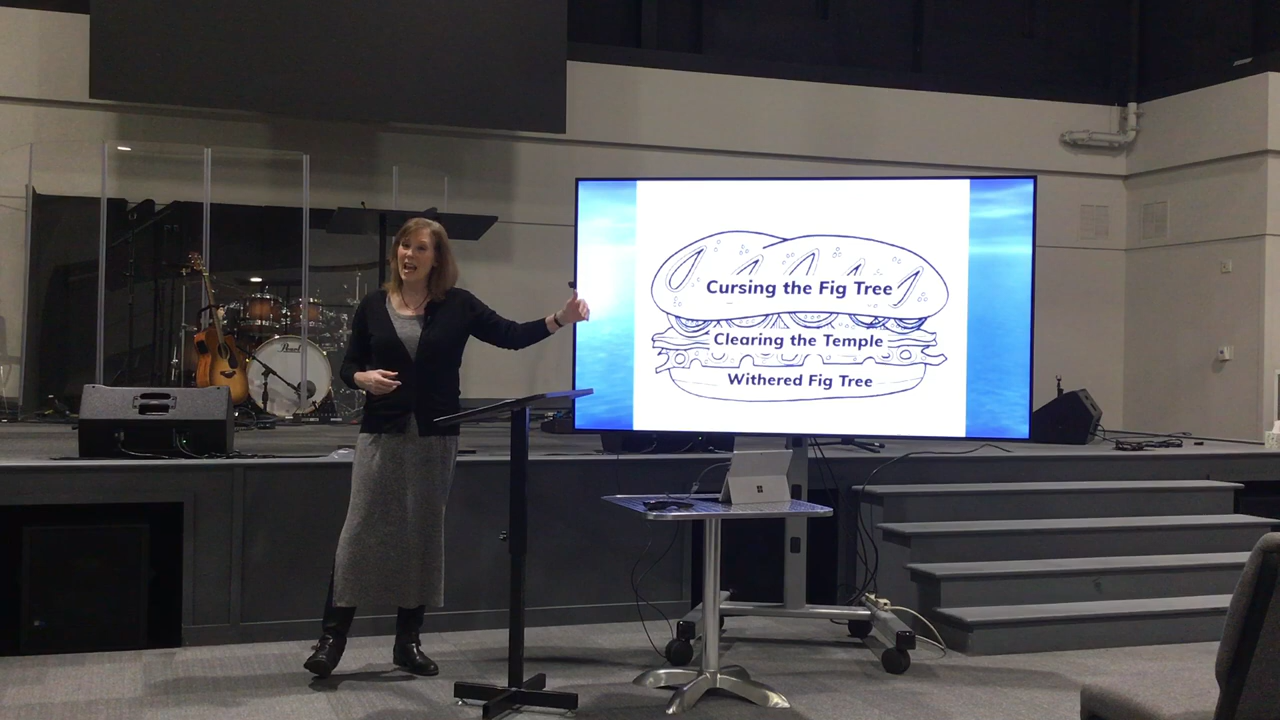 Pearl
Cursing the Fig Tree
Clearing the Temple
Withered Fig Tree